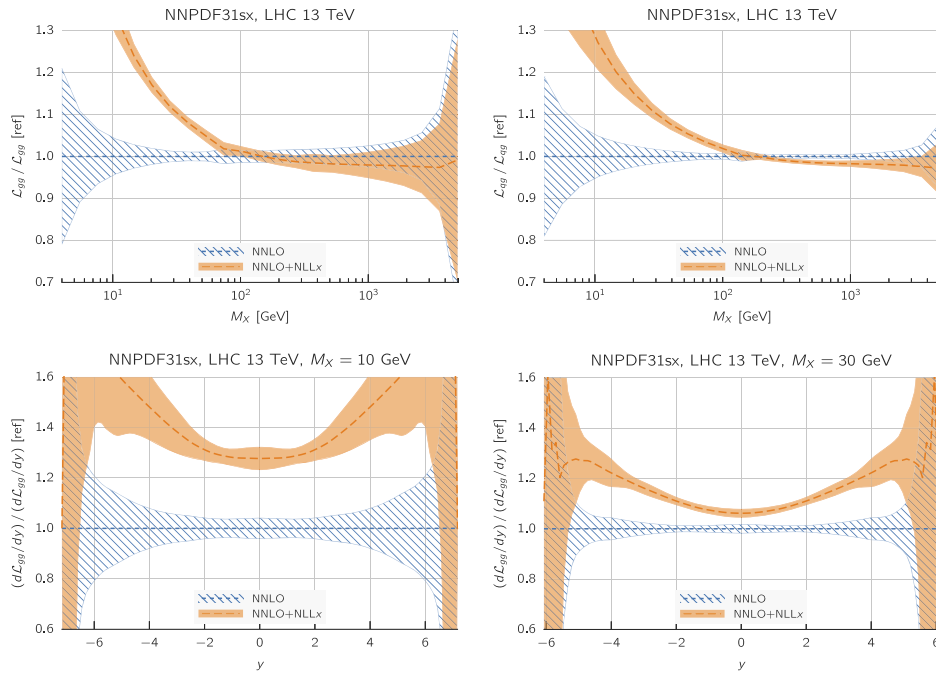 NNPDF31sx, LHC 13 TeV
1.3
1.2
1.1
1.0
0.9
0.8
0.7
ℒgg / ℒgg [ref]
NNLO
NNLO+NLLx
10¹ 10² 10³
M_X [GeV]
NNPDF31sx, LHC 13 TeV
1.3
1.2
1.1
1.0
0.9
0.8
0.7
ℒqg / ℒqg [ref]
NNLO
NNLO+NLLx
10¹ 10² 10³
M_X [GeV]
NNPDF31sx, LHC 13 TeV, M_X = 10 GeV
1.6
1.4
1.2
1.0
0.8
0.6
(dℒgg/dy) / (dℒgg/dy) [ref]
NNLO
NNLO+NLLx
−6 −4 −2 0 2 4 6
y
NNPDF31sx, LHC 13 TeV, M_X = 30 GeV
1.6
1.4
1.2
1.0
0.8
0.6
(dℒgg/dy) / (dℒgg/dy) [ref]
NNLO
NNLO+NLLx
−6 −4 −2 0 2 4 6
y